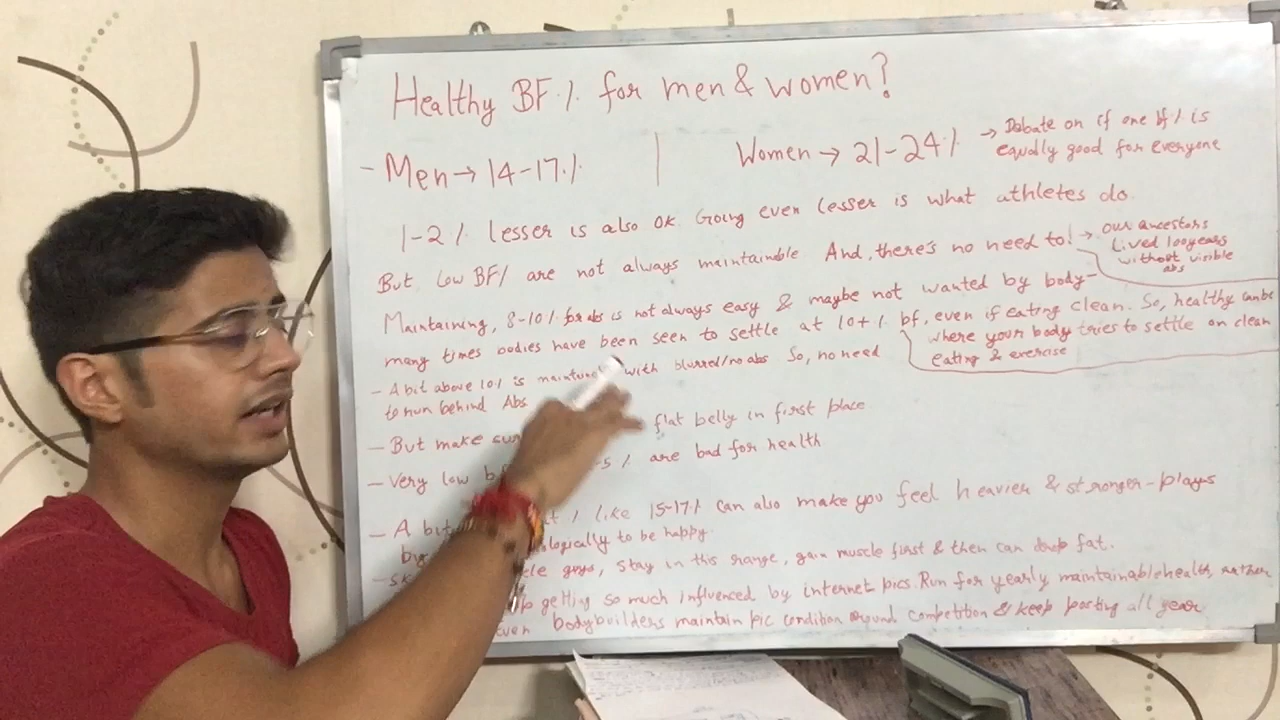 Healthy BF % for men & women?
- Men → 14-17 % | Women → 21-24 % → Debate on if one bf % is
equally good for everyone
1-2 % lesser is also ok. Going even lesser is what athletes do.
But low BF % are not always maintainable And, there's no need to! → our ancestors
lived 100 years
without visible
abs
Maintaining, 8-10 % for abs is not always easy & maybe not wanted by body -
many times bodies have been seen to settle at 10+ % bf, even if eating clean. So, healthy can be
where your body tries to settle on clean
eating & exercise
- A bit above 10 % is with blurred/no abs So, no need
to run behind Abs
- But make flat belly in first place
- Very low -5 % are bad for health
- A bit % like 15-17 % can also make you feel heavier & stronger - plays
to be happy
guys, stay in this range, gain muscle first & then can drop fat.
getting so much influenced by internet pics Run for yearly maintainable health, rather
bodybuilders maintain pic condition around competition & keep posting all year